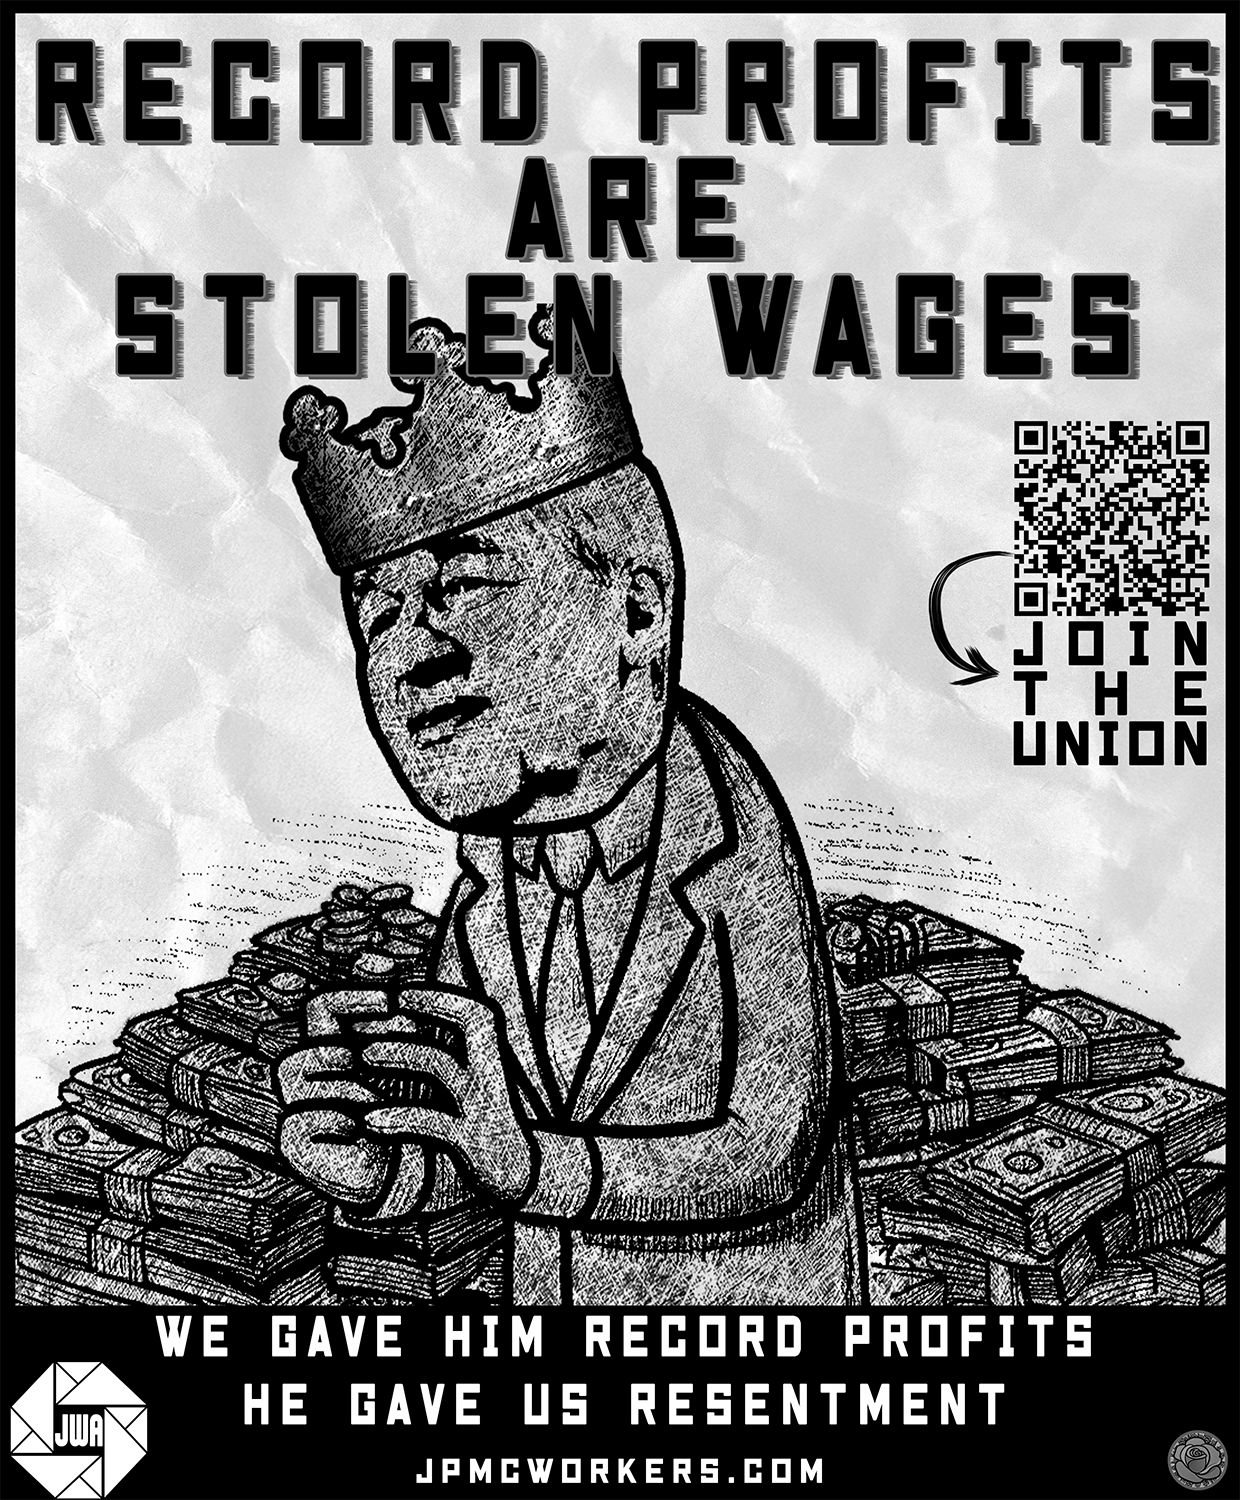 RECORD PROFITS
ARE
STOLEN WAGES
JOIN
THE
UNION
WE GAVE HIM RECORD PROFITS
HE GAVE US RESENTMENT
JWA
JPMCWORKERS.COM